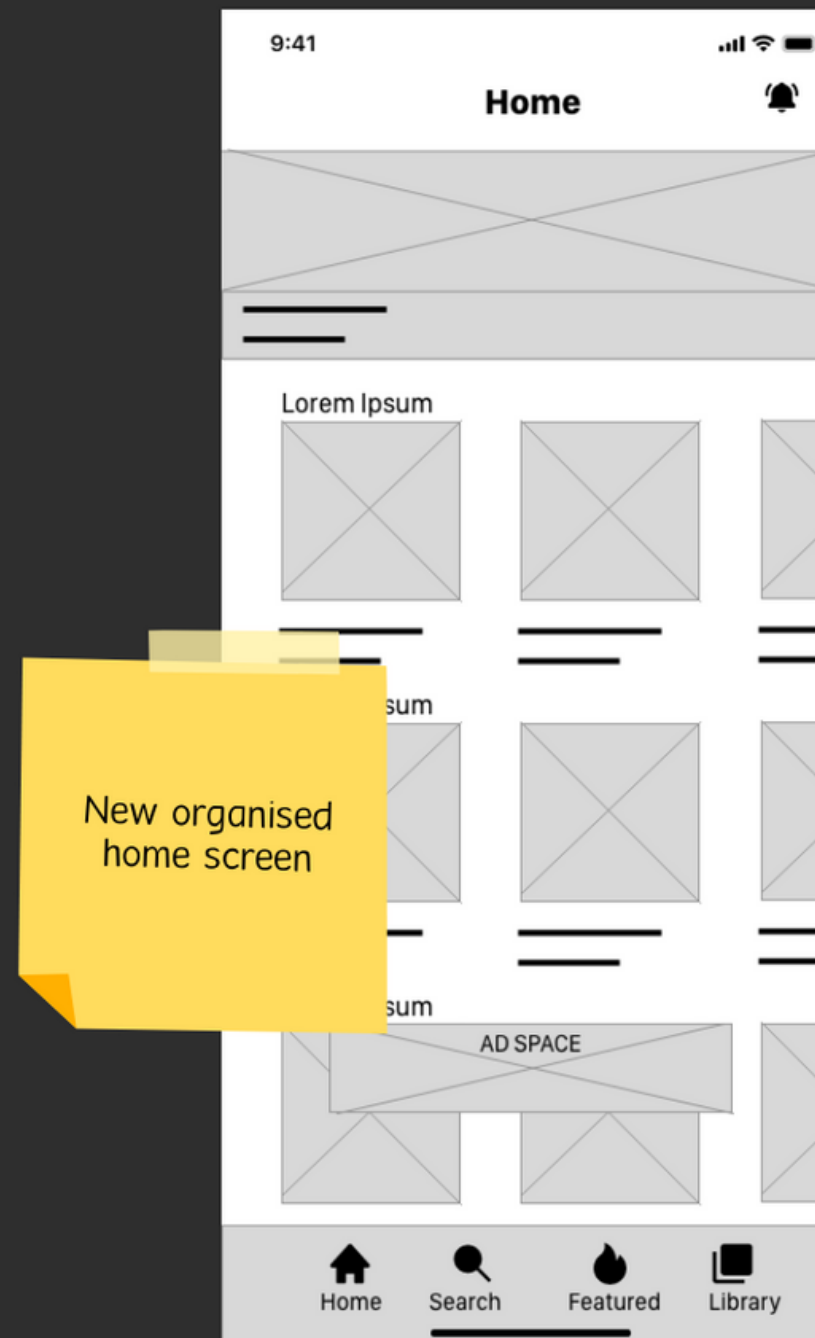 9:41
Home
Lorem Ipsum
sum
New organised
home screen
sum
AD SPACE
Home Search Featured Library